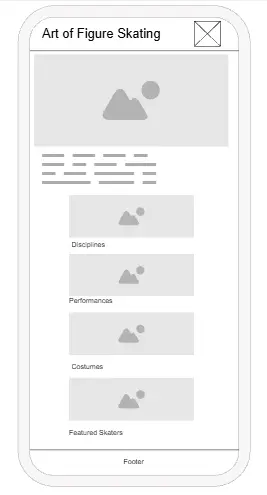 Art of Figure Skating
Disciplines
Performances
Costumes
Featured Skaters
Footer